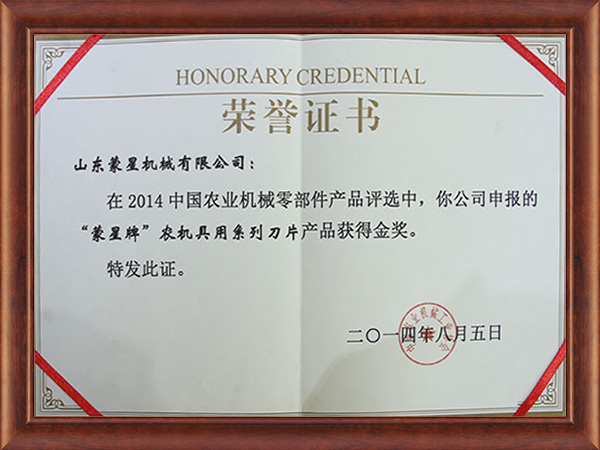 HONORARY CREDENTIAL
荣誉证书
山东蒙星机械有限公司：
在2014中国农业机械零部件产品评选中，你公司申报的
“蒙星牌”农机具用系列刀片产品获得金奖。
特发此证。
二〇一四年八月五日